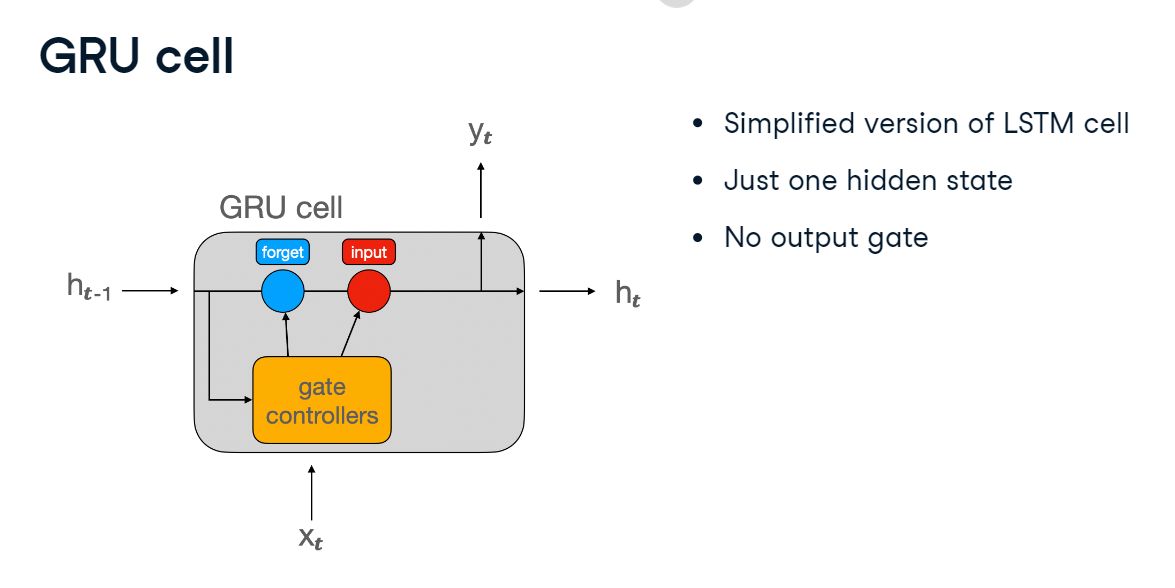 GRU cell
• Simplified version of LSTM cell
• Just one hidden state
• No output gate
yt
GRU cell
forget
input
ht-1
ht
gate
controllers
xt